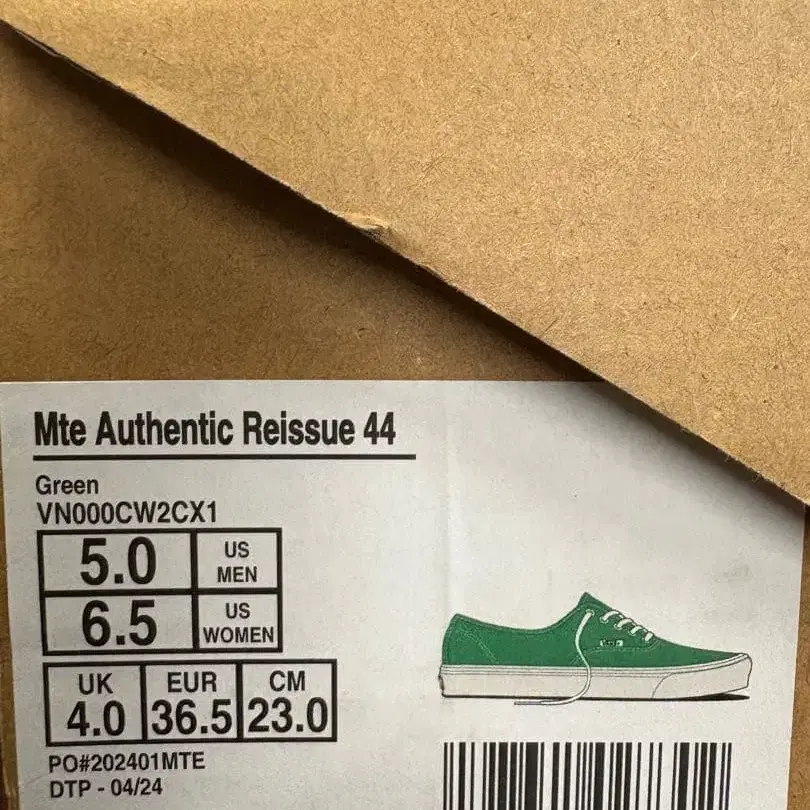 Mte Authentic Reissue 44
Green
VN000CW2CX1
5.0 US MEN
6.5 US WOMEN
UK EUR CM
4.0 36.5 23.0
PO#202401MTE
DTP - 04/24